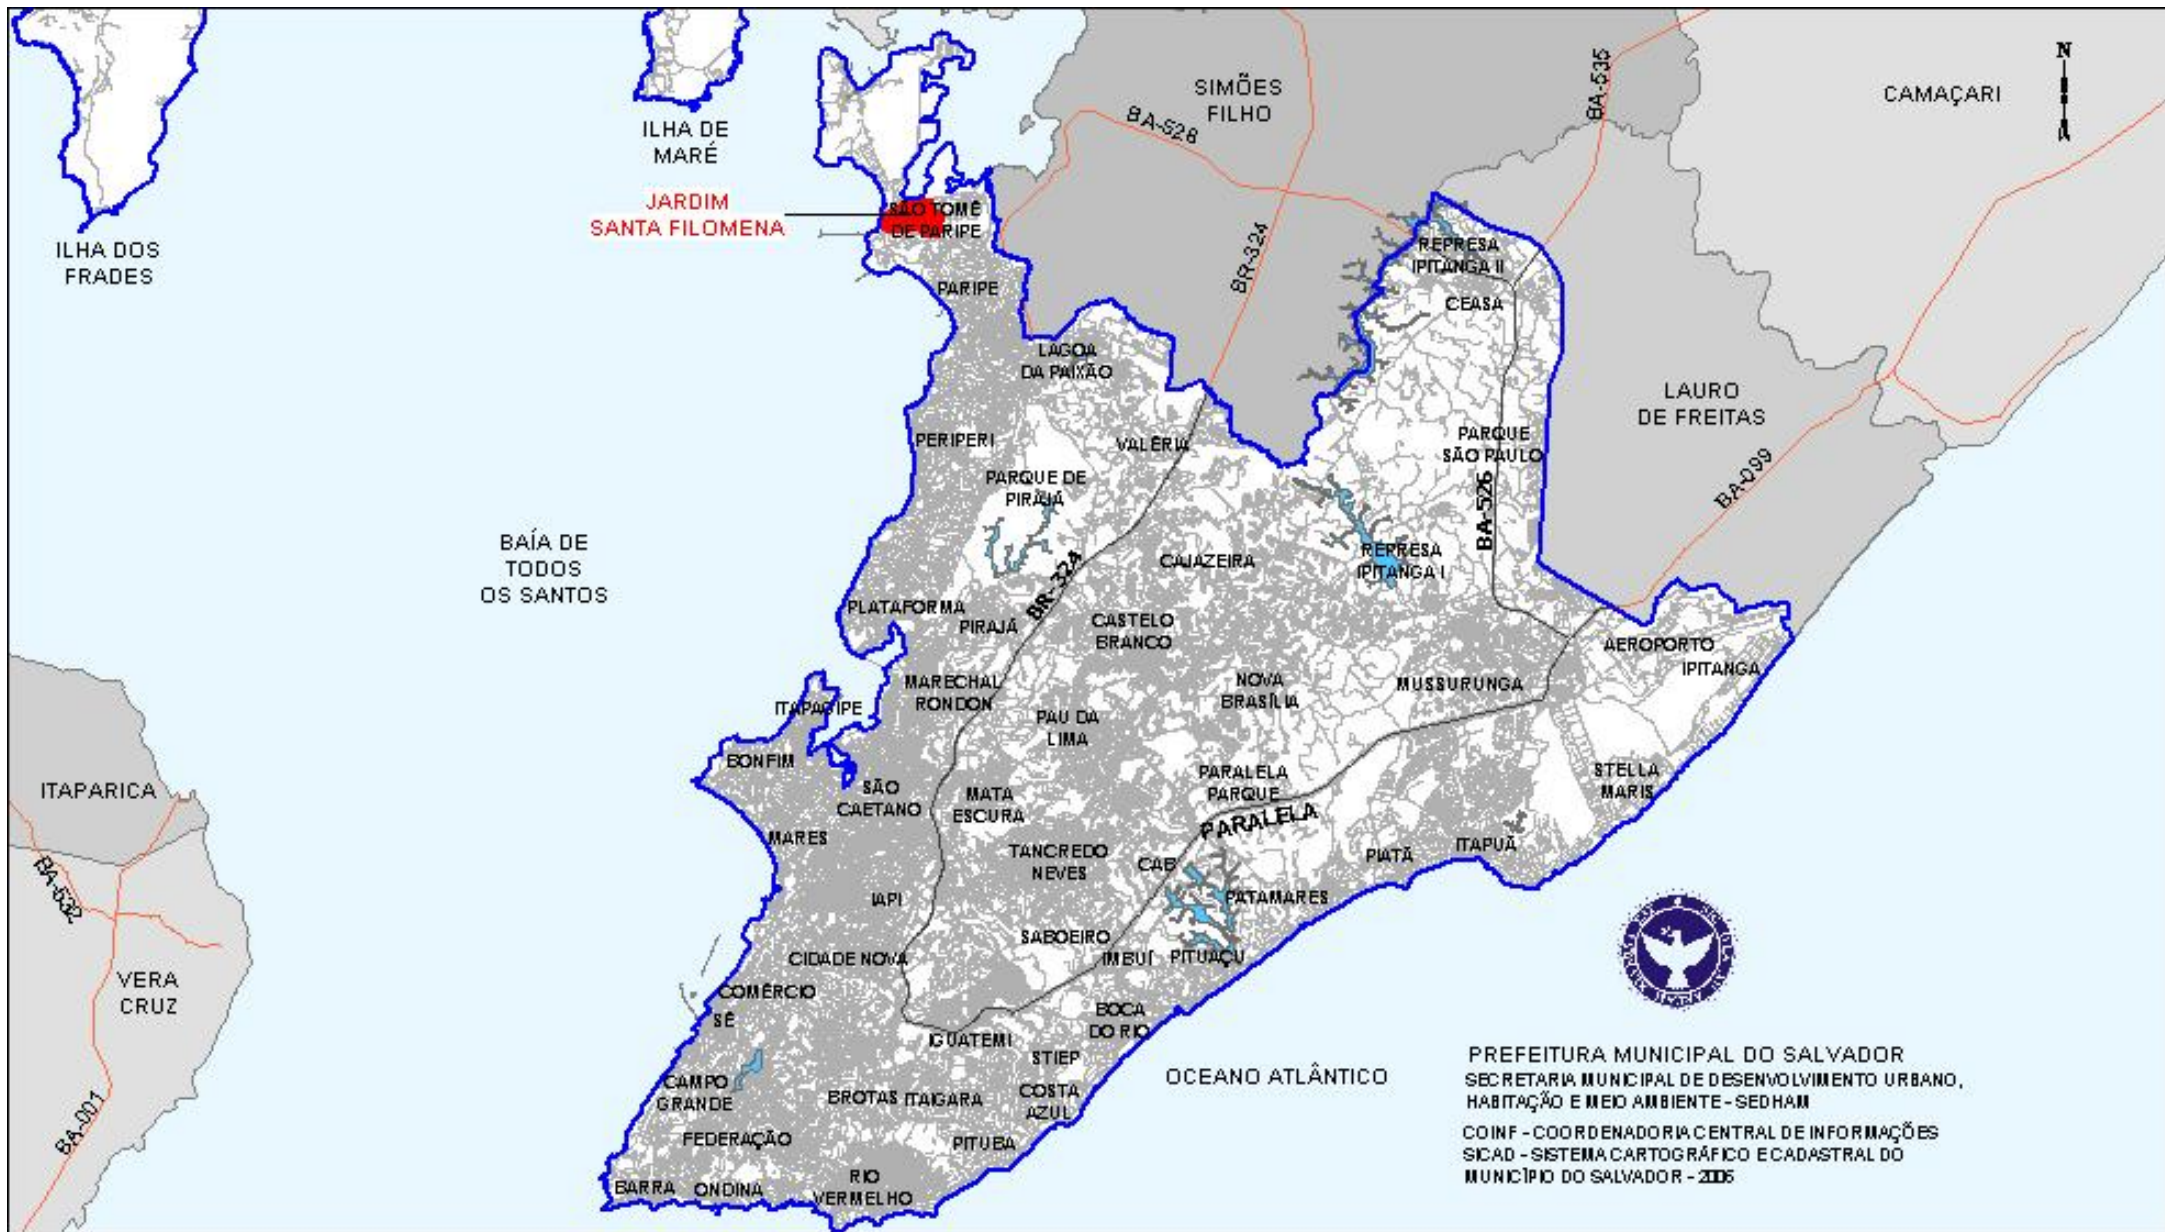 SIMÕES
FILHO
BA-528
BA-535
CAMAÇARI
N
ILHA DE
MARÉ
JARDIM
SANTA FILOMENA
SÃO TOMÉ
DE PARIPE
ILHA DOS
FRADES
BR-324
REPRESA
IPITANGA II
CEASA
PARIPE
LAGOA
DA PAIXÃO
LAURO
DE FREITAS
PERIPERI
VALÉRIA
PARQUE
SÃO PAULO
PARQUE DE
PIRAJÁ
BA-099
BA-526
BAÍA DE
TODOS
OS SANTOS
CAJAZEIRA
REPRESA
IPITANGA I
BR-324
PLATAFORMA
PIRAJÁ
CASTELO
BRANCO
AEROPORTO
IPITANGA
MARECHAL
RONDON
NOVA
BRASÍLIA
MUSSURUNGA
ITAPAGIPE
PAU DA
LIMA
BONFIM
PARALELA
PARQUE
STELLA
MARIS
ITAPARICA
SÃO
CAETANO
MATA
ESCURA
PARALELA
MARES
TANCREDO
NEVES
CAB
PIATÃ
ITAPUÃ
BA-532
IAPI
PATAMARES
SABOEIRO
IMBUÍ
PITUAÇU
CIDADE NOVA
VERA
CRUZ
COMÉRCIO
SÉ
BOCA
DO RIO
IGUATEMI
STIEP
OCEANO ATLÂNTICO
CAMPO
GRANDE
BROTAS
ITAIGARA
COSTA
AZUL
BA-001
FEDERAÇÃO
PITUBA
BARRA
ONDINA
RIO
VERMELHO
PREFEITURA MUNICIPAL DO SALVADOR
SECRETARIA MUNICIPAL DE DESENVOLVIMENTO URBANO,
HABITAÇÃO E MEIO AMBIENTE - SEDHAM
COINF - COORDENADORIA CENTRAL DE INFORMAÇÕES
SICAD - SISTEMA CARTOGRÁFICO E CADASTRAL DO
MUNICÍPIO DO SALVADOR - 2006